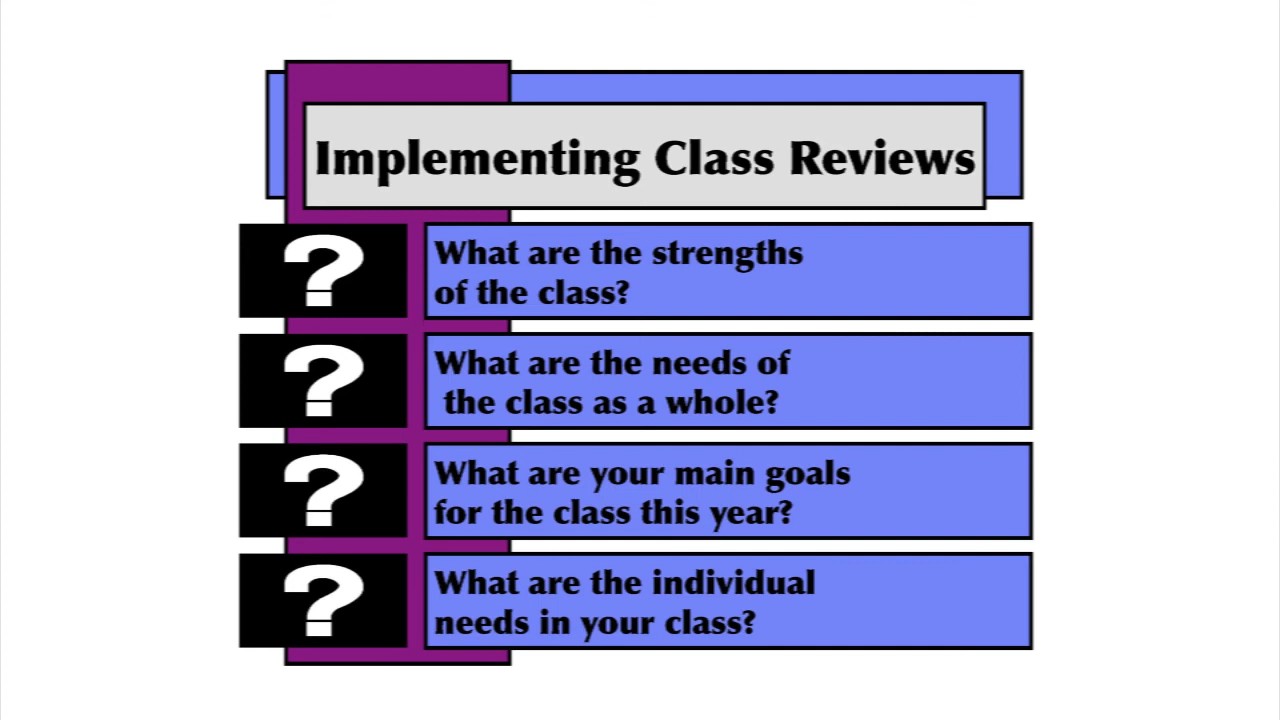 Implementing Class Reviews
?
What are the strengths
of the class?
?
What are the needs of
the class as a whole?
?
What are your main goals
for the class this year?
?
What are the individual
needs in your class?